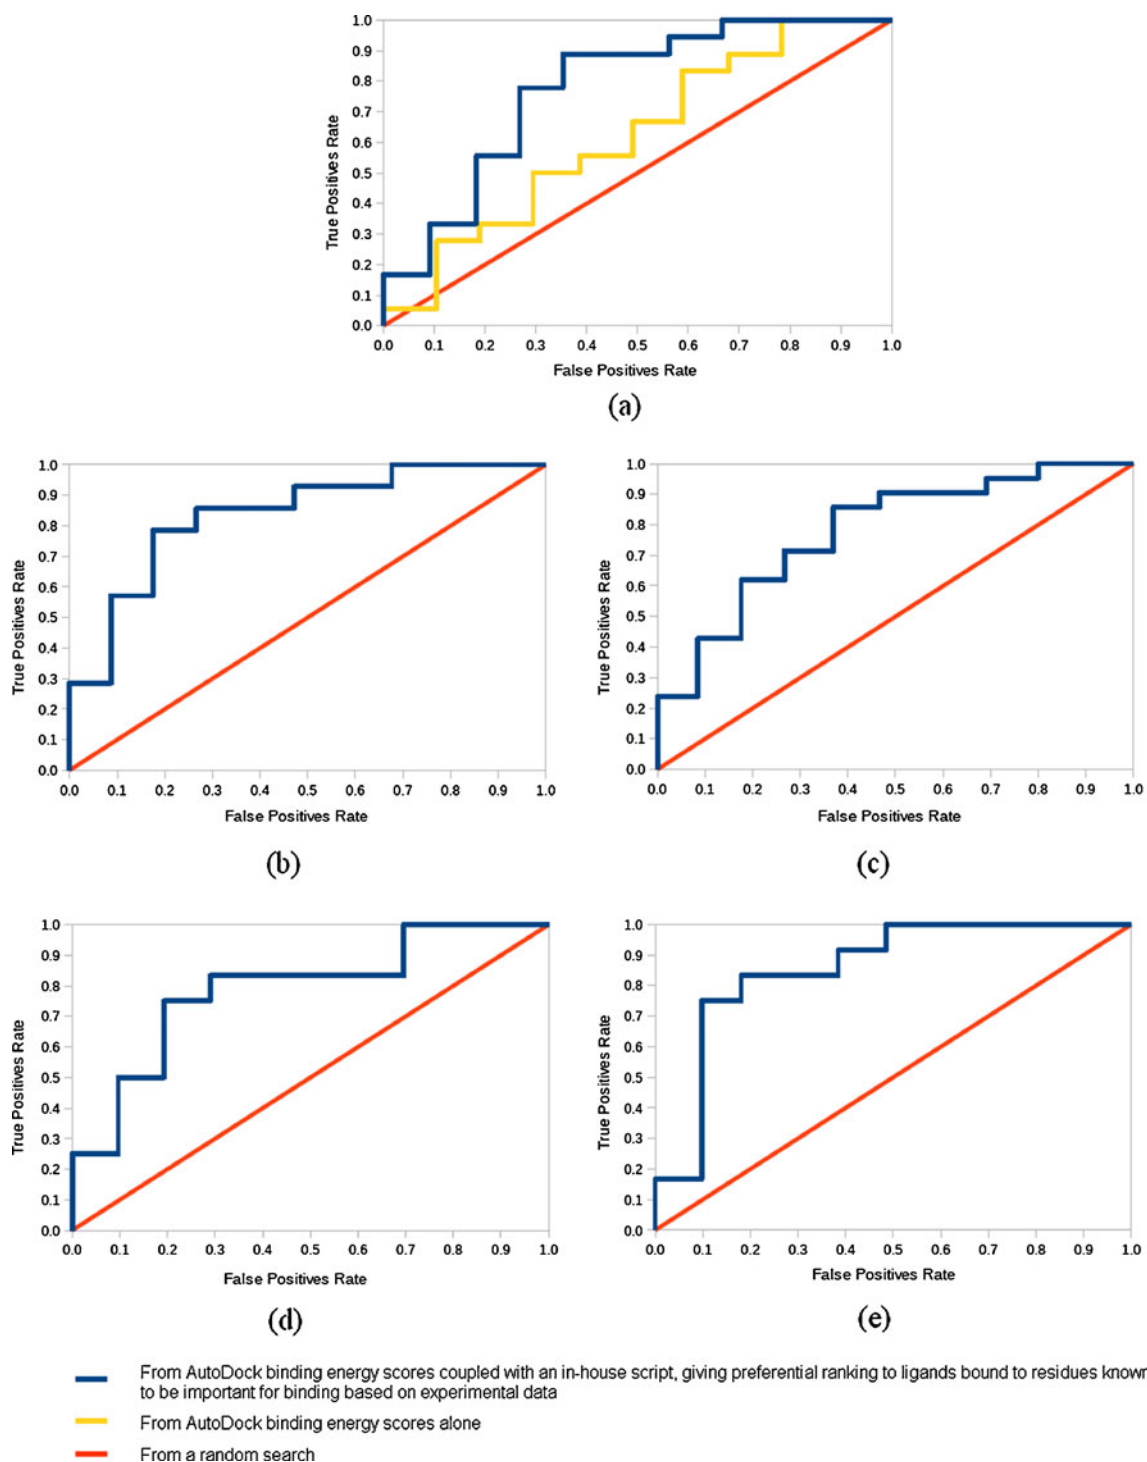 1.0
0.9
0.8
0.7
0.6
0.5
0.4
0.3
0.2
0.1
0.0
True Positives Rate
0.0 0.1 0.2 0.3 0.4 0.5 0.6 0.7 0.8 0.9 1.0
False Positives Rate
(a)
1.0
0.9
0.8
0.7
0.6
0.5
0.4
0.3
0.2
0.1
0.0
True Positives Rate
0.0 0.1 0.2 0.3 0.4 0.5 0.6 0.7 0.8 0.9 1.0
False Positives Rate
(b)
1.0
0.9
0.8
0.7
0.6
0.5
0.4
0.3
0.2
0.1
0.0
True Positives Rate
0.0 0.1 0.2 0.3 0.4 0.5 0.6 0.7 0.8 0.9 1.0
False Positives Rate
(c)
1.0
0.9
0.8
0.7
0.6
0.5
0.4
0.3
0.2
0.1
0.0
True Positives Rate
0.0 0.1 0.2 0.3 0.4 0.5 0.6 0.7 0.8 0.9 1.0
False Positives Rate
(d)
1.0
0.9
0.8
0.7
0.6
0.5
0.4
0.3
0.2
0.1
0.0
True Positives Rate
0.0 0.1 0.2 0.3 0.4 0.5 0.6 0.7 0.8 0.9 1.0
False Positives Rate
(e)
From AutoDock binding energy scores coupled with an in-house script, giving preferential ranking to ligands bound to residues known
to be important for binding based on experimental data
From AutoDock binding energy scores alone
From a random search